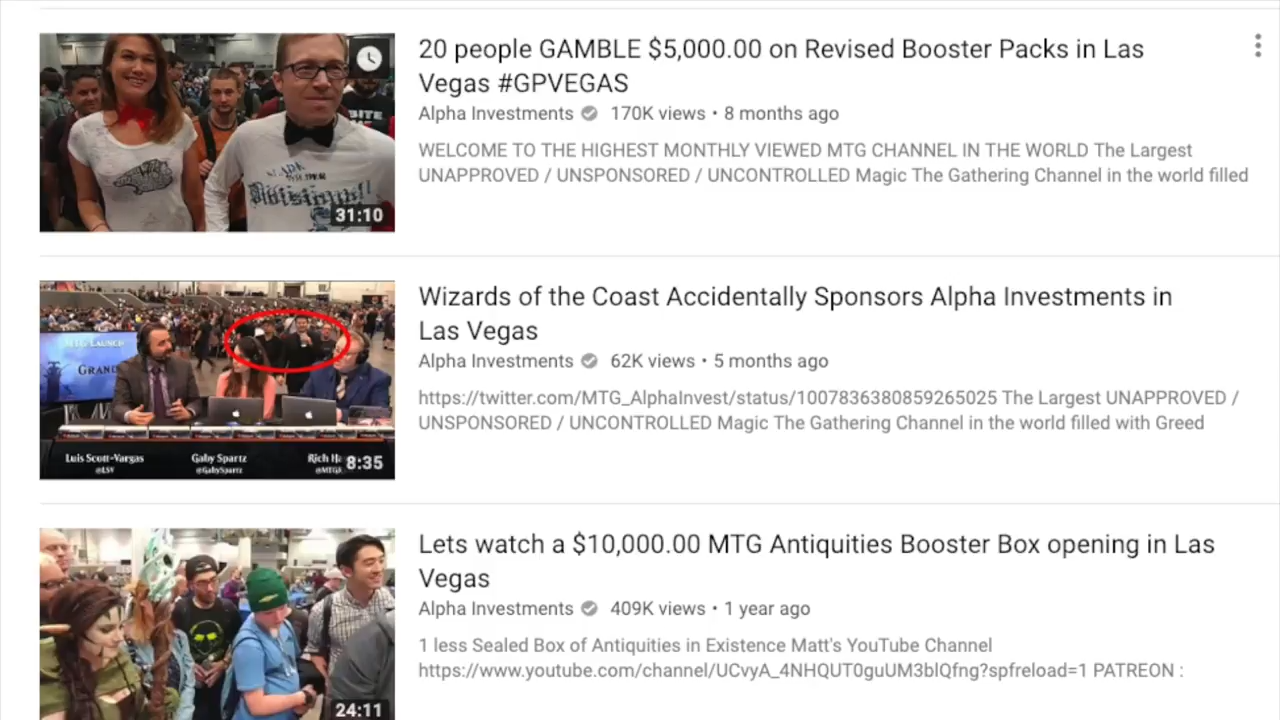 20 people GAMBLE $5,000.00 on Revised Booster Packs in Las
Vegas #GPVEGAS
Alpha Investments 170K views • 8 months ago
WELCOME TO THE HIGHEST MONTHLY VIEWED MTG CHANNEL IN THE WORLD The Largest
UNAPPROVED / UNSPONSORED / UNCONTROLLED Magic The Gathering Channel in the world filled
31:10
Wizards of the Coast Accidentally Sponsors Alpha Investments in
Las Vegas
Alpha Investments 62K views • 5 months ago
https://twitter.com/MTG_AlphaInvest/status/1007836380859265025 The Largest UNAPPROVED /
UNSPONSORED / UNCONTROLLED Magic The Gathering Channel in the world filled with Greed
GRAND
Luis Scott-Vargas Gaby Spartz Rich
@LSV @GabySpartz
8:35
Lets watch a $10,000.00 MTG Antiquities Booster Box opening in Las
Vegas
Alpha Investments 409K views • 1 year ago
1 less Sealed Box of Antiquities in Existence Matt's YouTube Channel
https://www.youtube.com/channel/UCvyA_4NHQUT0guUM3blQfng?spfreload=1 PATREON :
24:11